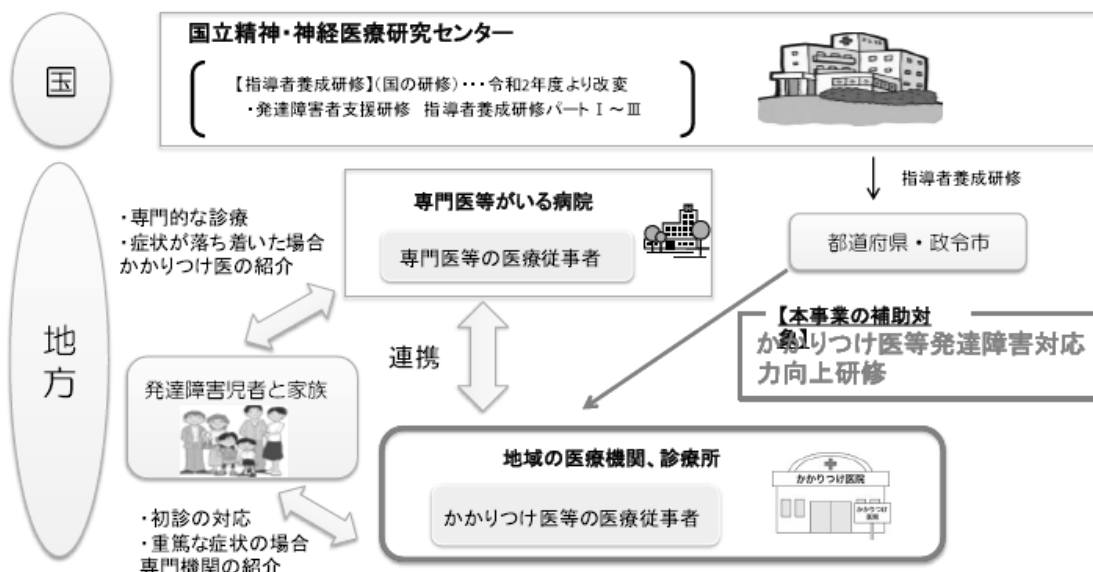 国
国立精神・神経医療研究センター
【指導者養成研修】(国の研修)・・・令和2年度より改変
・発達障害者支援研修 指導者養成研修パートⅠ～Ⅲ
指導者養成研修
都道府県・政令市
地方
専門医等がいる病院
専門医等の医療従事者
・専門的な診療
・症状が落ち着いた場合
かかりつけ医の紹介
連携
【本事業の補助対
象】
かかりつけ医等発達障害対応
力向上研修
発達障害児者と家族
地域の医療機関、診療所
かかりつけ医等の医療従事者
かかりつけ医院
かかりつけ
医院
・初診の対応
・重篤な症状の場合
専門機関の紹介